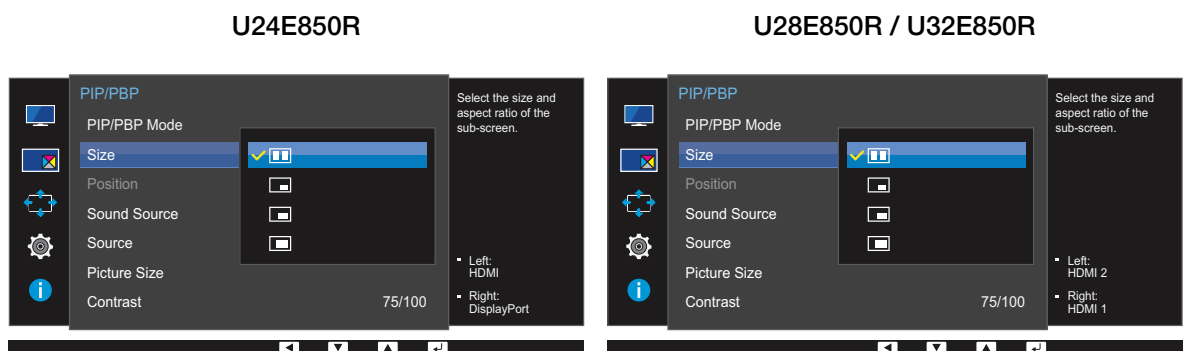 U24E850R
PIP/PBP
PIP/PBP Mode
Size
Position
Sound Source
Source
Picture Size
Contrast 75/100
Select the size and
aspect ratio of the
sub-screen.
Left:
HDMI
Right:
DisplayPort
U28E850R / U32E850R
PIP/PBP
PIP/PBP Mode
Size
Position
Sound Source
Source
Picture Size
Contrast 75/100
Select the size and
aspect ratio of the
sub-screen.
Left:
HDMI 2
Right:
HDMI 1